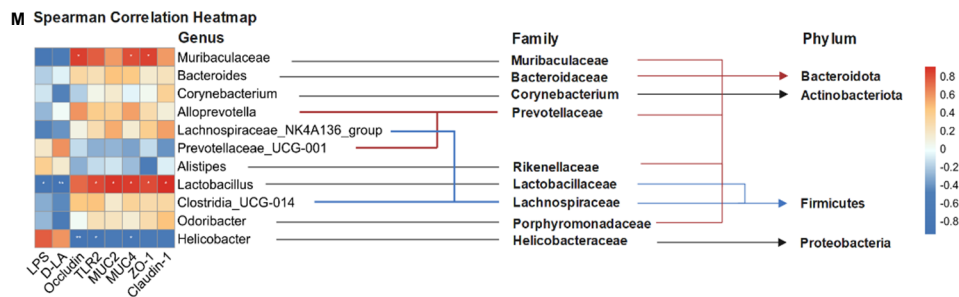 M Spearman Correlation Heatmap
Genus Family Phylum
Muribaculaceae Muribaculaceae
Bacteroides Bacteroidaceae Bacteroidota
Corynebacterium Corynebacterium Actinobacteriota
Alloprevotella Prevotellaceae
Lachnospiraceae_NK4A136_group
Prevotellaceae_UCG-001
Alistipes Rikenellaceae
Lactobacillus Lactobacillaceae
Clostridia_UCG-014 Lachnospiraceae Firmicutes
Odoribacter Porphyromonadaceae
Helicobacter Helicobacteraceae Proteobacteria
LPS D-LA Occludin TLR2 MUC2 MUC4 ZO-1 Claudin-1
0.8
0.6
0.4
0.2
0
-0.2
-0.4
-0.6
-0.8